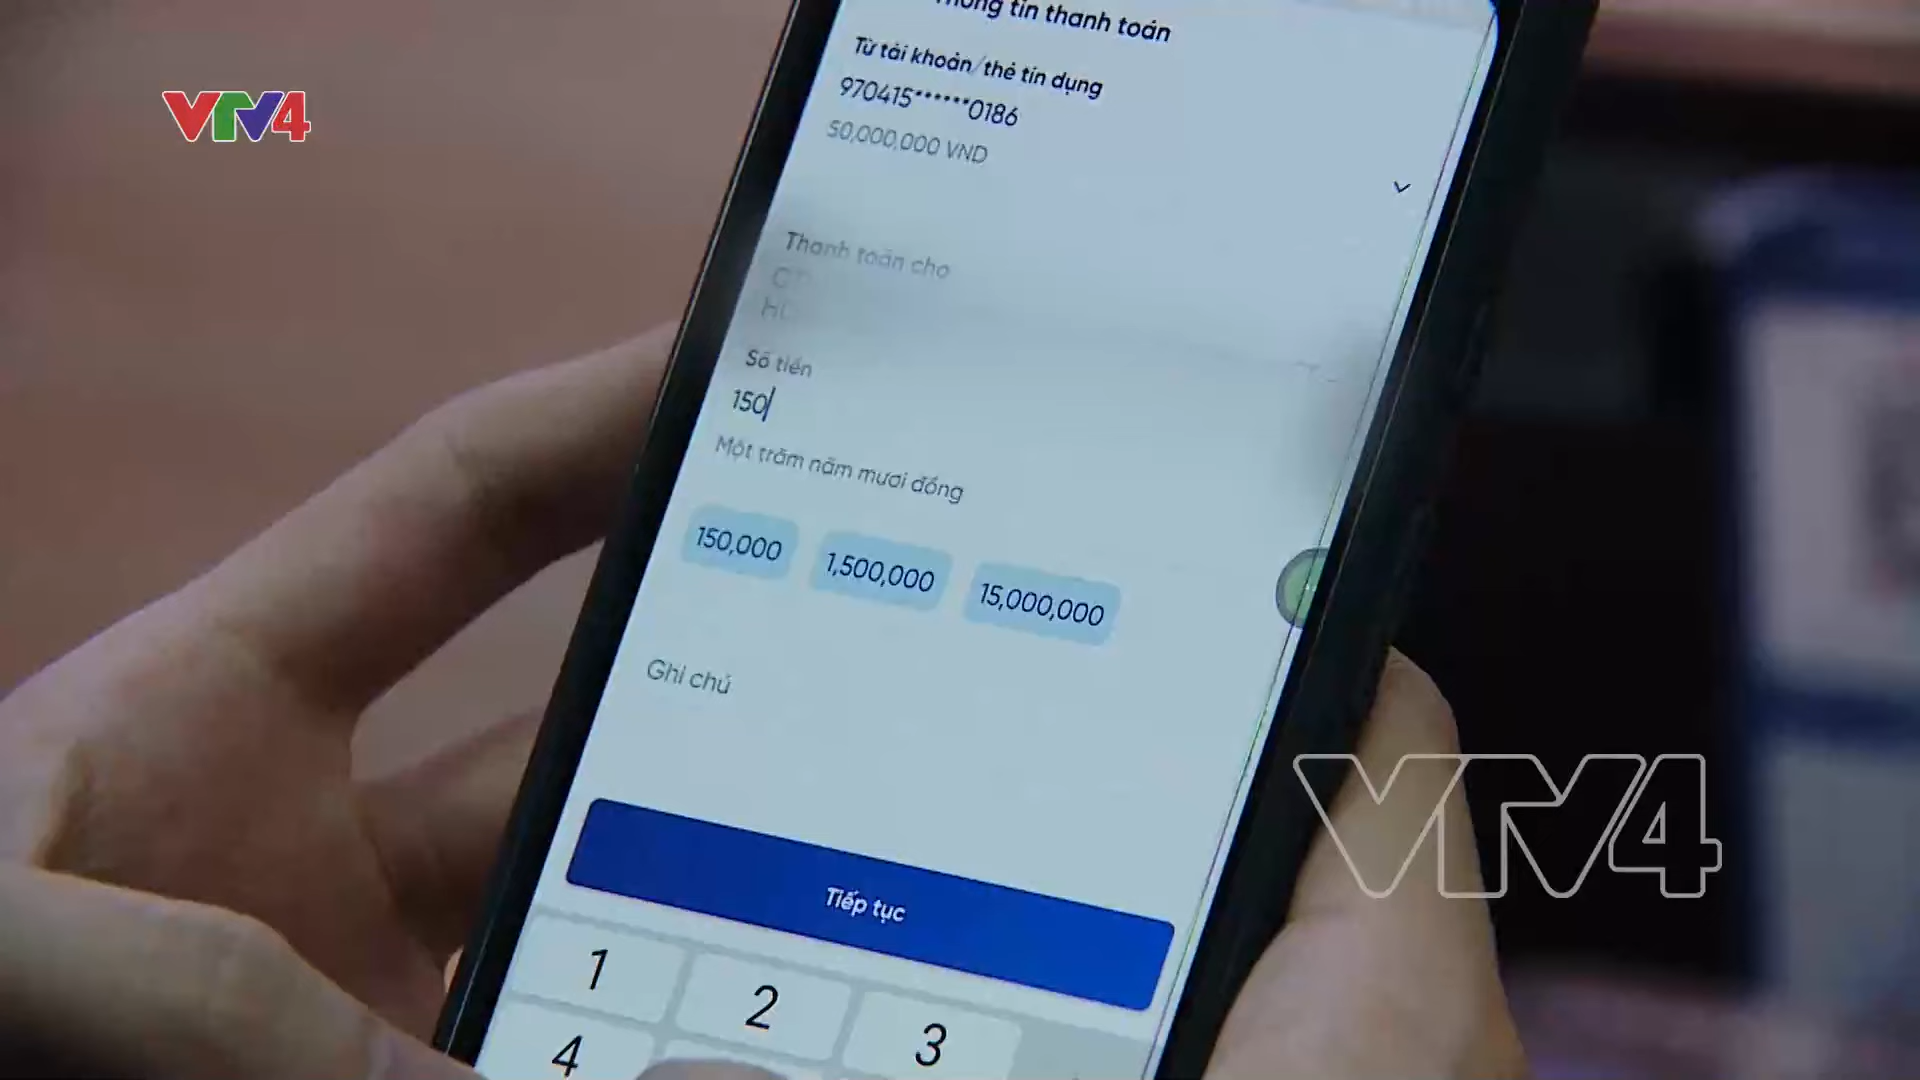 Thông tin thanh toán
Từ tài khoản/thẻ tín dụng
970415******0186
50,000,000 VND
VTV4
Thanh toán cho
Số tiền
150
Một trăm năm mươi đồng
150,000 1,500,000 15,000,000
Ghi chú
VTV4
Tiếp tục
1 2 3
4